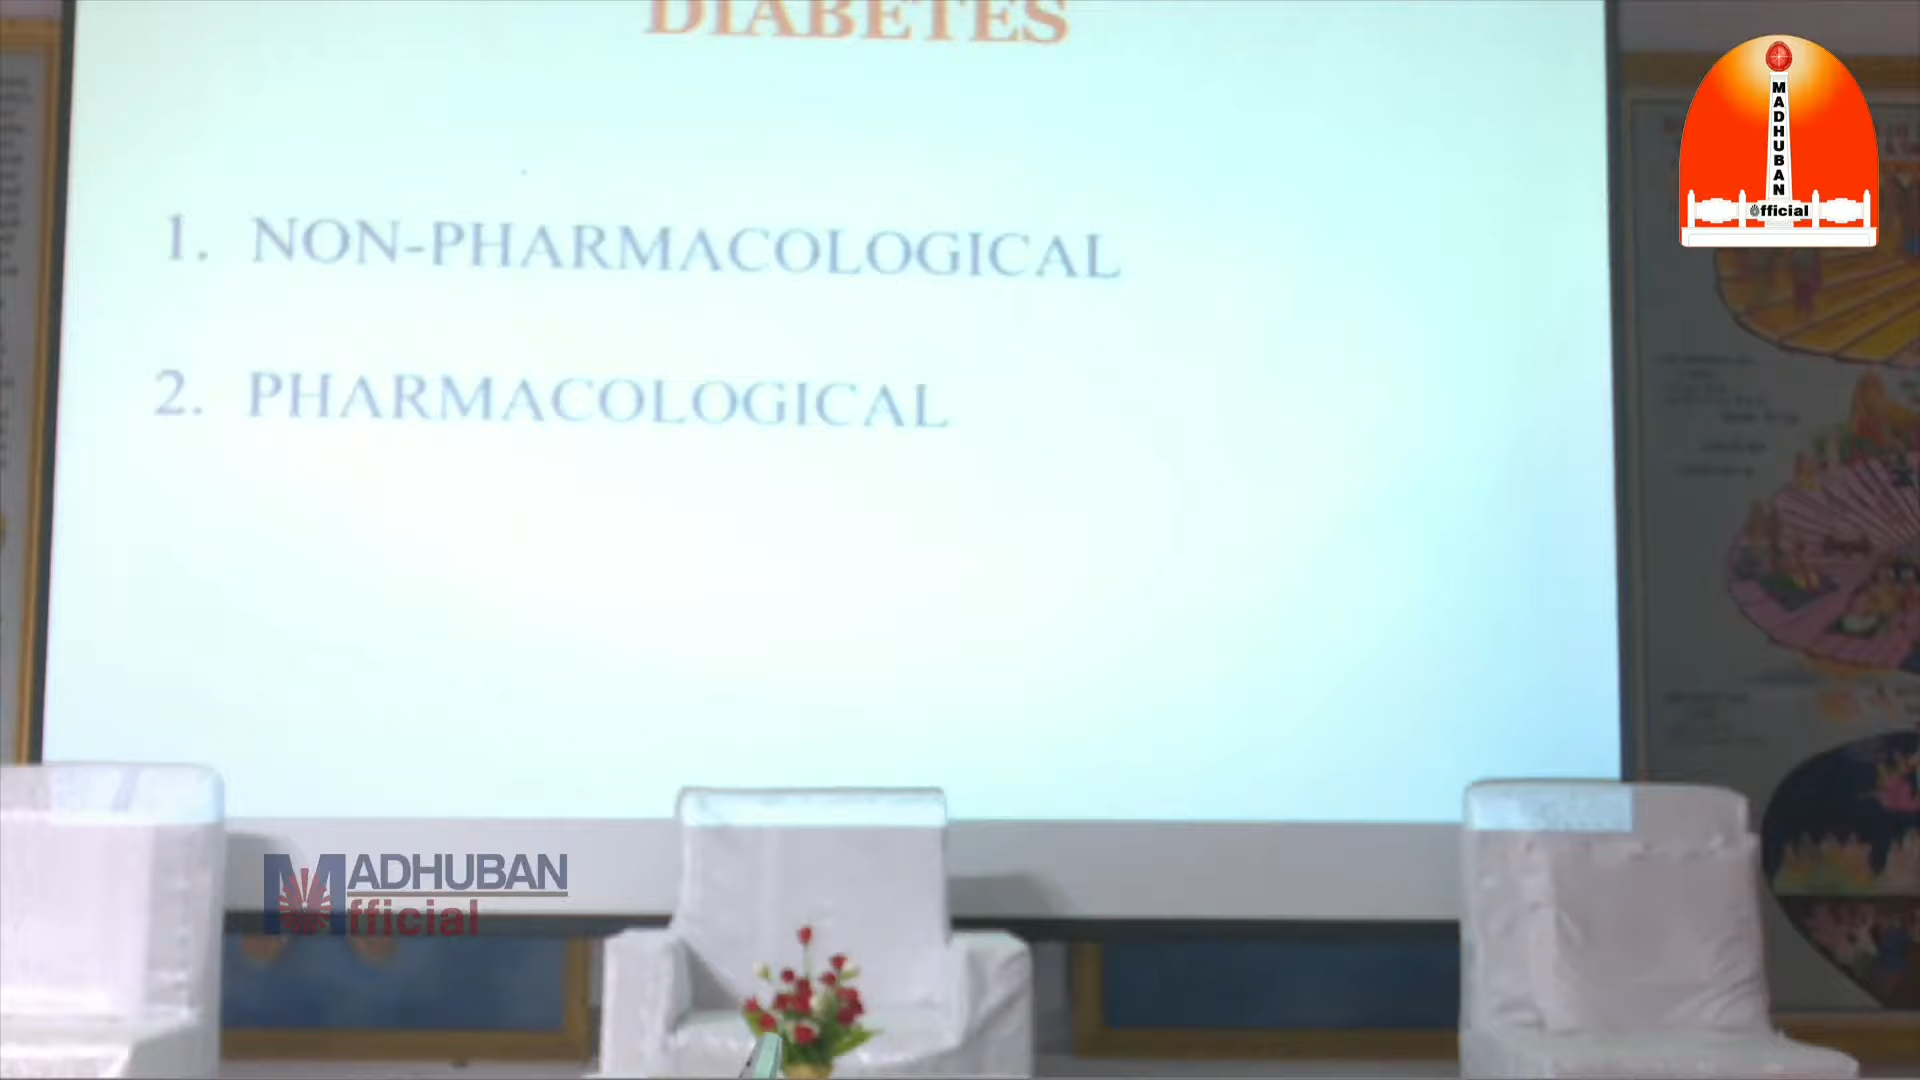 DIABETES
1. NON-PHARMACOLOGICAL
2. PHARMACOLOGICAL
MADHUBAN
Official
MADHUBAN
Official